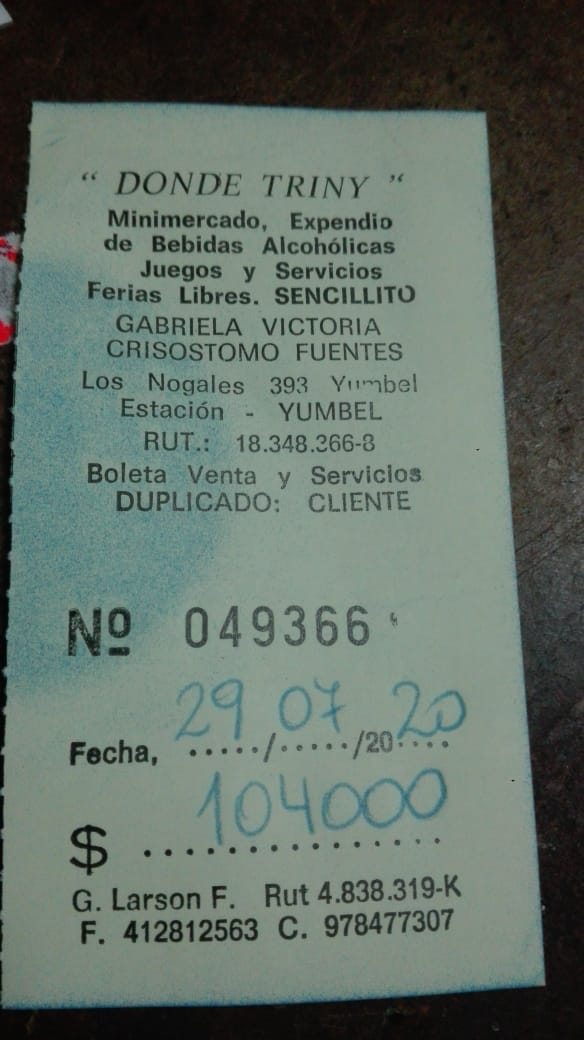 “ DONDE TRINY “
Minimercado, Expendio
de Bebidas Alcohólicas
Juegos y Servicios
Ferias Libres. SENCILLITO
GABRIELA VICTORIA
CRISOSTOMO FUENTES
Los Nogales 393 Yumbel
Estación - YUMBEL
RUT.: 18.348.366-8
Boleta Venta y Servicios
DUPLICADO: CLIENTE
Nº 049366
29 07 20
Fecha, ...../...../20....
104000
$ ................
G. Larson F. Rut 4.838.319-K
F. 412812563 C. 978477307